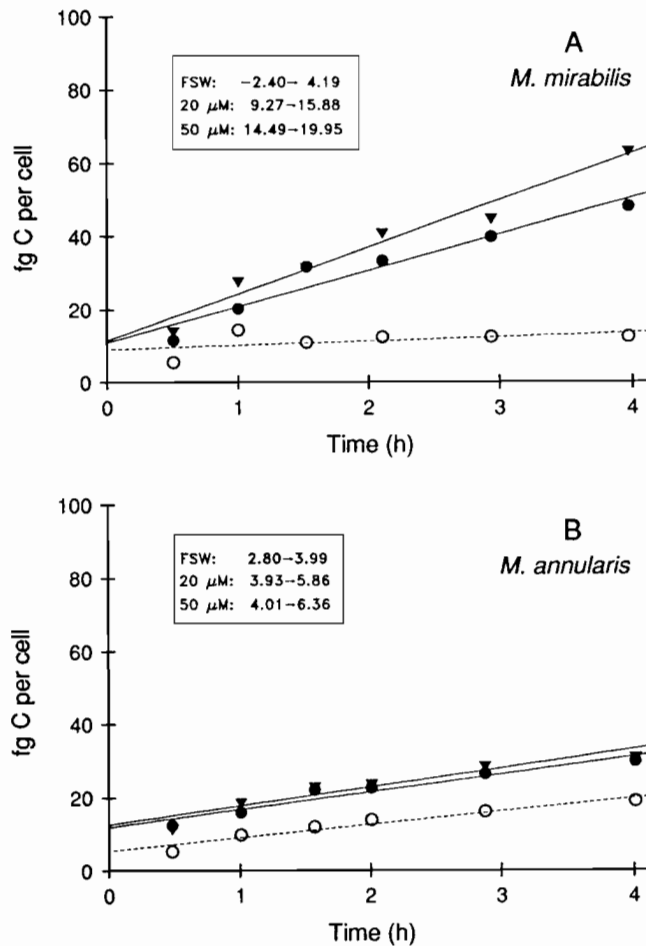 100
80
60
40
20
0
fg C per cell
FSW: −2.40− 4.19
20 μM: 9.27−15.88
50 μM: 14.49−19.95
A
M. mirabilis
0 1 2 3 4
Time (h)
100
80
60
40
20
0
fg C per cell
FSW: 2.80−3.99
20 μM: 3.93−5.86
50 μM: 4.01−6.36
B
M. annularis
0 1 2 3 4
Time (h)